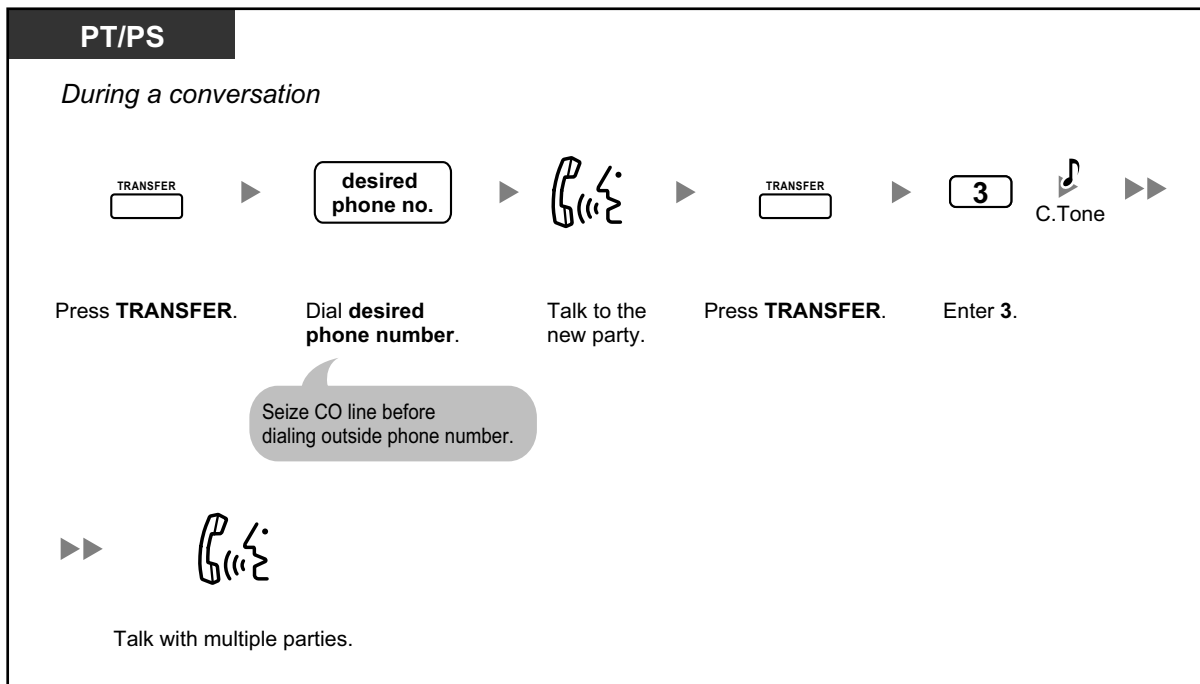 PT/PS
During a conversation
TRANSFER
desired
phone no.
TRANSFER
3
C.Tone
Press TRANSFER.
Dial desired
phone number.
Talk to the
new party.
Press TRANSFER.
Enter 3.
Seize CO line before
dialing outside phone number.
Talk with multiple parties.